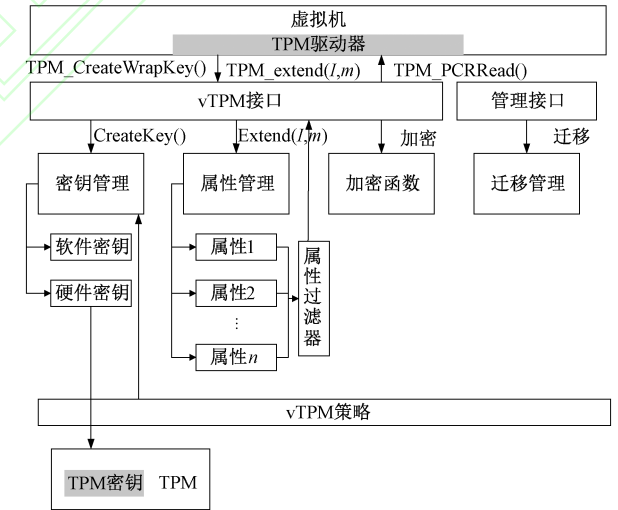 虚拟机
TPM驱动器
TPM_CreateWrapKey() TPM_extend(I,m) TPM_PCRRead()
vTPM接口 管理接口
CreateKey() Extend(I,m) 加密 迁移
密钥管理 属性管理 加密函数 迁移管理
软件密钥 属性1
硬件密钥 属性2
⋮
属性n
属性过滤器
vTPM策略
TPM密钥 TPM